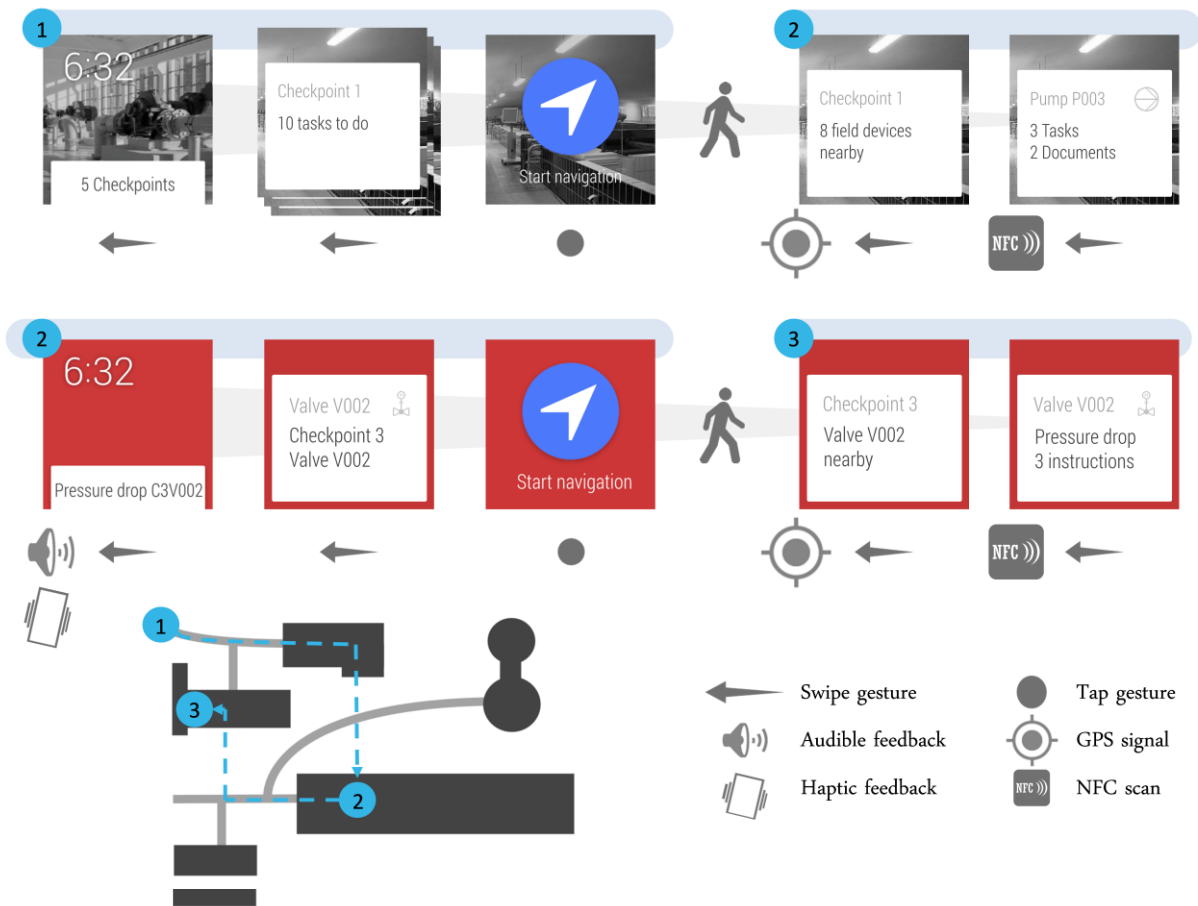 1
6:32
5 Checkpoints
Checkpoint 1
10 tasks to do
Start navigation
2
Checkpoint 1
8 field devices
nearby
Pump P003
3 Tasks
2 Documents
NFC
2
6:32
Pressure drop C3V002
Valve V002
Checkpoint 3
Valve V002
Start navigation
3
Checkpoint 3
Valve V002
nearby
Valve V002
Pressure drop
3 instructions
NFC
1
3
2
Swipe gesture
Tap gesture
Audible feedback
GPS signal
Haptic feedback
NFC
NFC scan